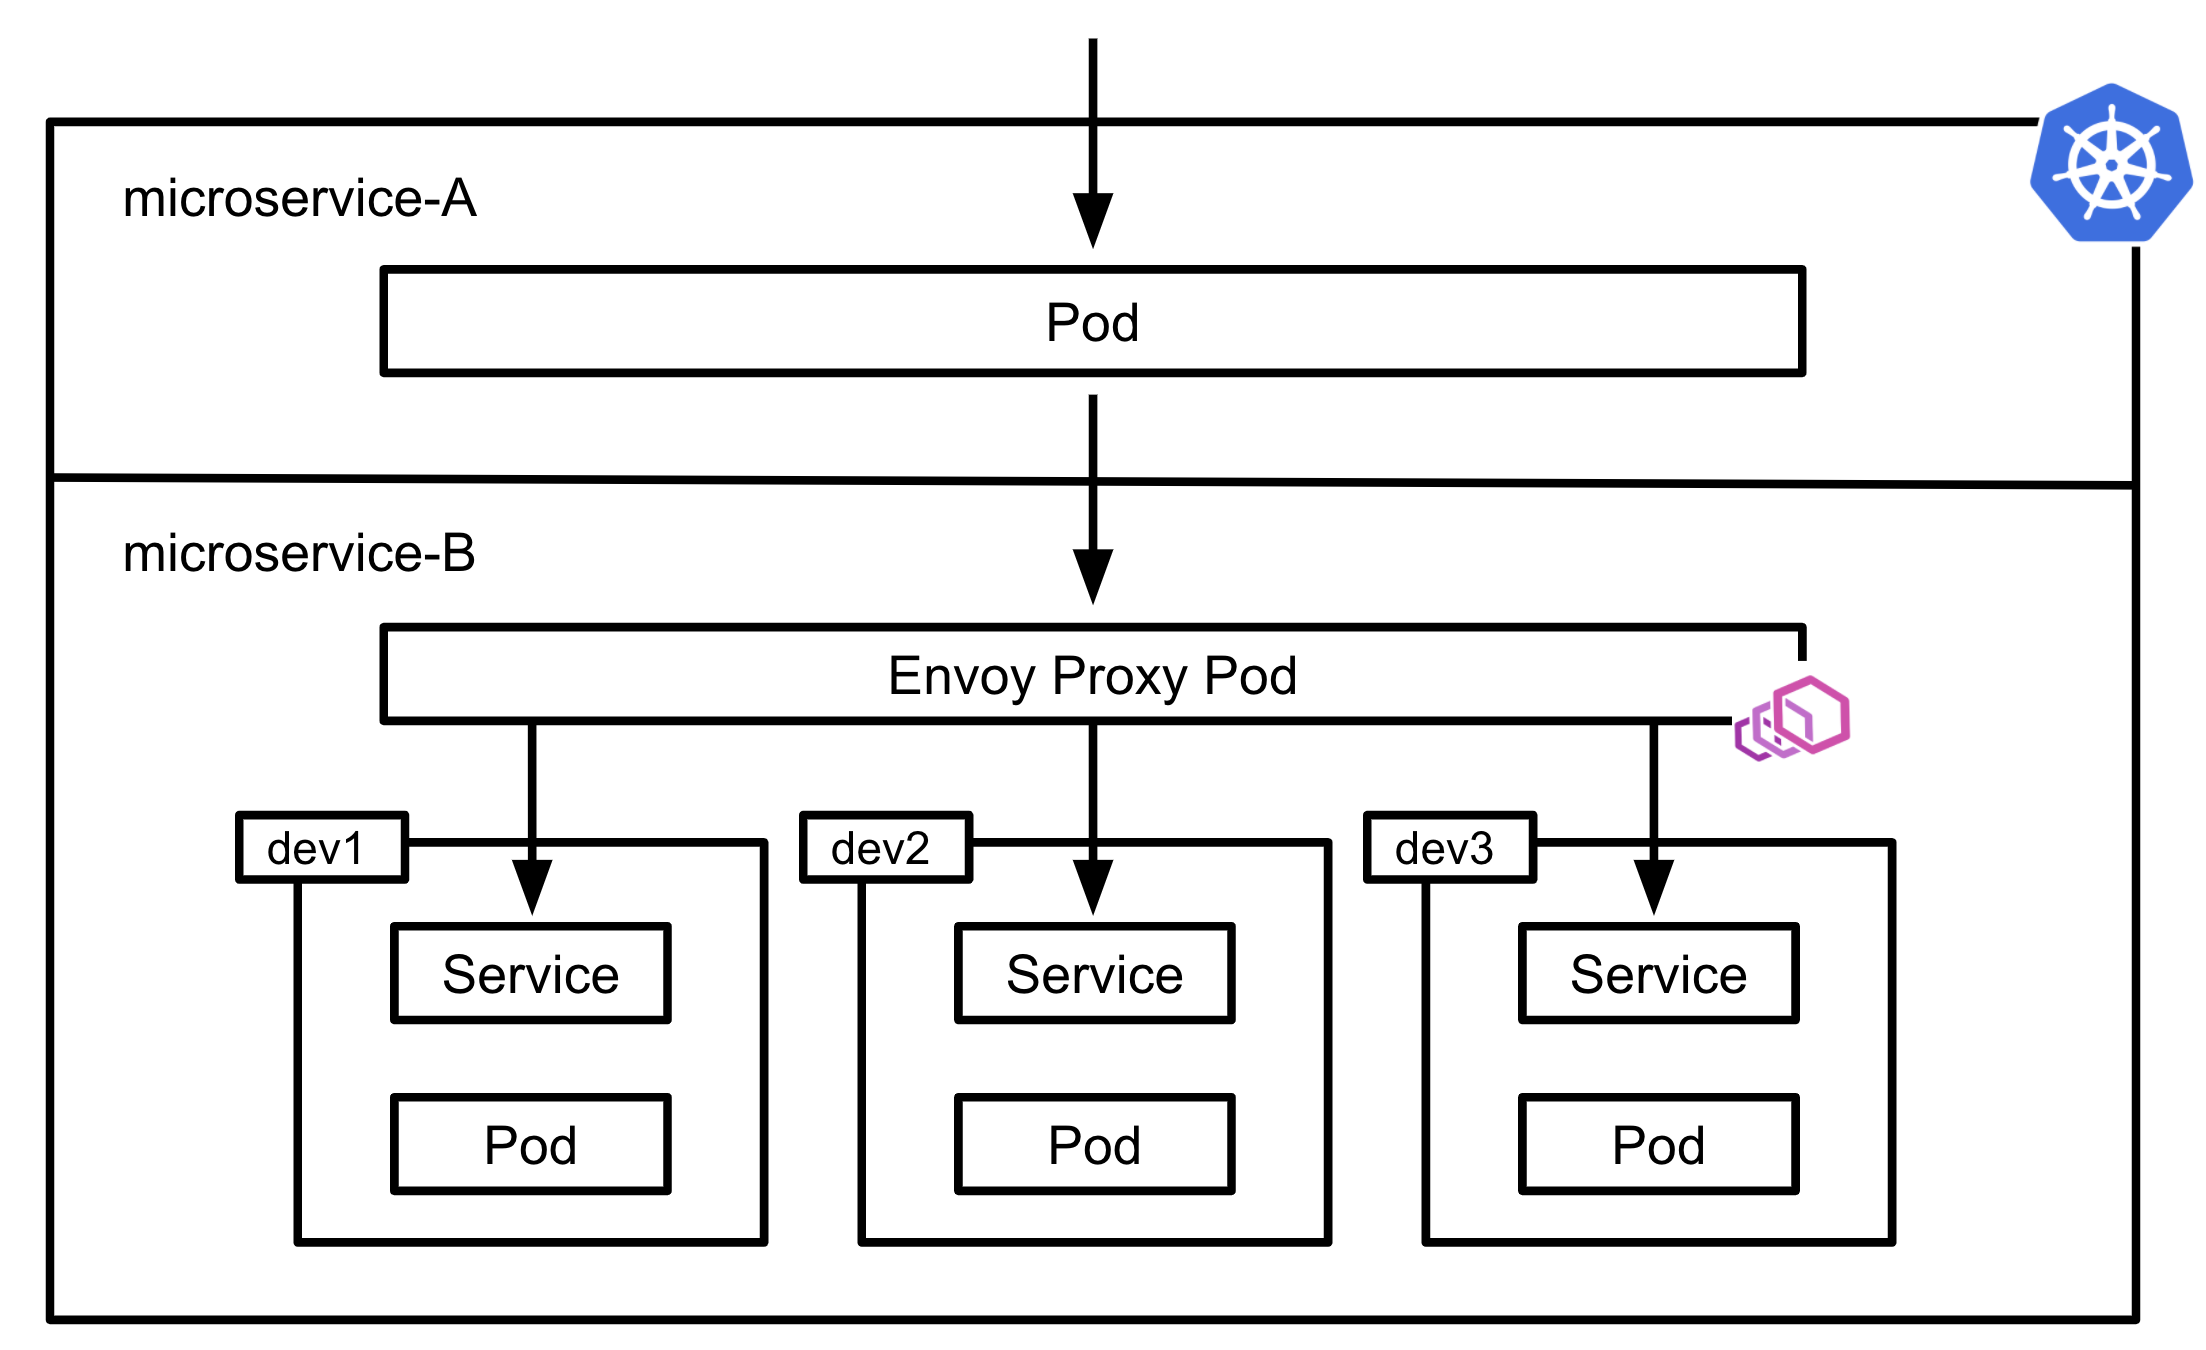 microservice-A
Pod
microservice-B
Envoy Proxy Pod
dev1
dev2
dev3
Service
Service
Service
Pod
Pod
Pod